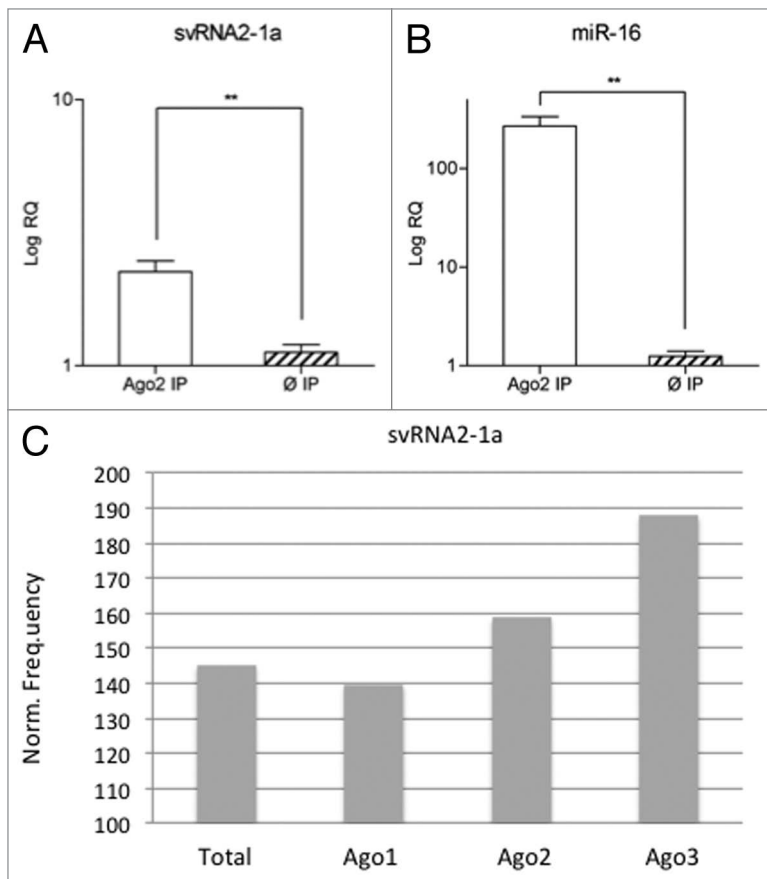 A
svRNA2-1a
10
**
Log RQ
1
Ago2 IP
Ø IP
B
miR-16
**
100
Log RQ
10
1
Ago2 IP
Ø IP
C
svRNA2-1a
200
190
180
170
160
150
140
130
120
110
100
Norm. Freq.uency
Total
Ago1
Ago2
Ago3